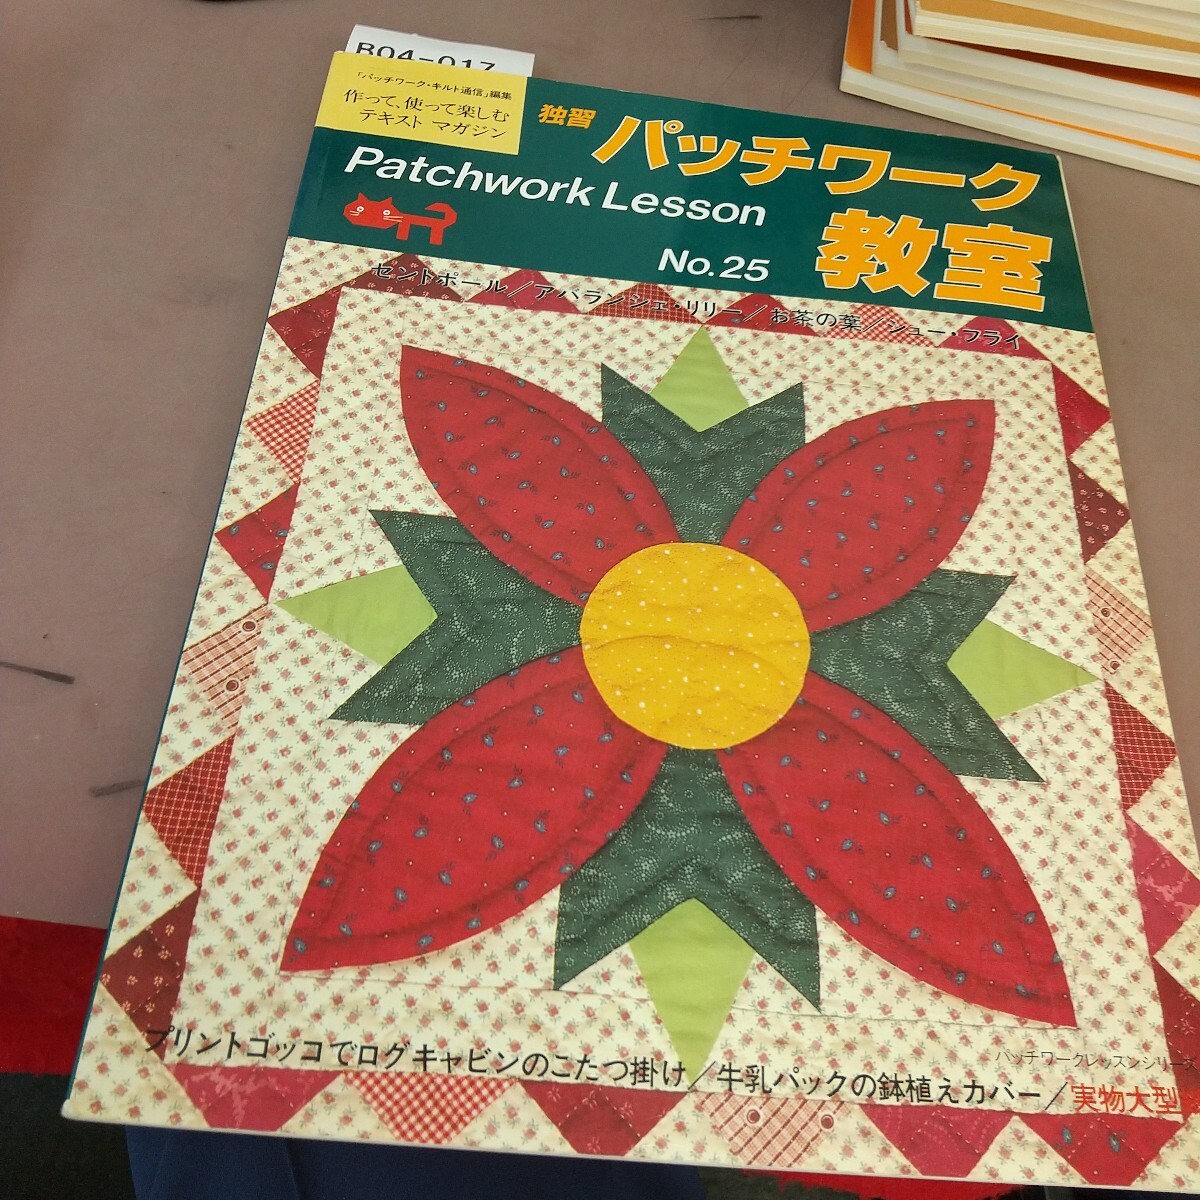 B04-017
「パッチワーク・キルト通信」編集
作って、使って楽しむ
テキスト マガジン
独習 パッチワーク
教室
Patchwork Lesson
No.25
セントポール/アバランシェ・リリー/お茶の葉/シュー・フライ
プリントゴッコでログキャビンのこたつ掛け/牛乳パックの鉢植えカバー/実物大型
パッチワークレッスンシリーズ